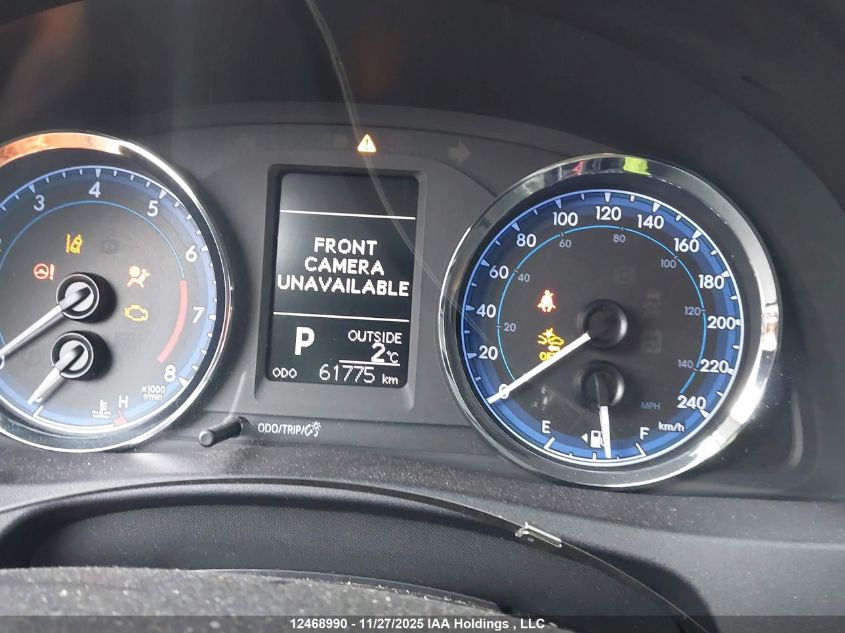 3
4
5
6
7
8
x1000
r/min
H
FRONT
CAMERA
UNAVAILABLE
P
OUTSIDE
2°C
ODO 61775 km
ODO/TRIP/
0
20
40
60
80
100
120
140
160
180
200
220
240
km/h
20
40
60
80
100
120
140
MPH
OFF
E
F
12468990 - 11/27/2025 IAA Holdings , LLC